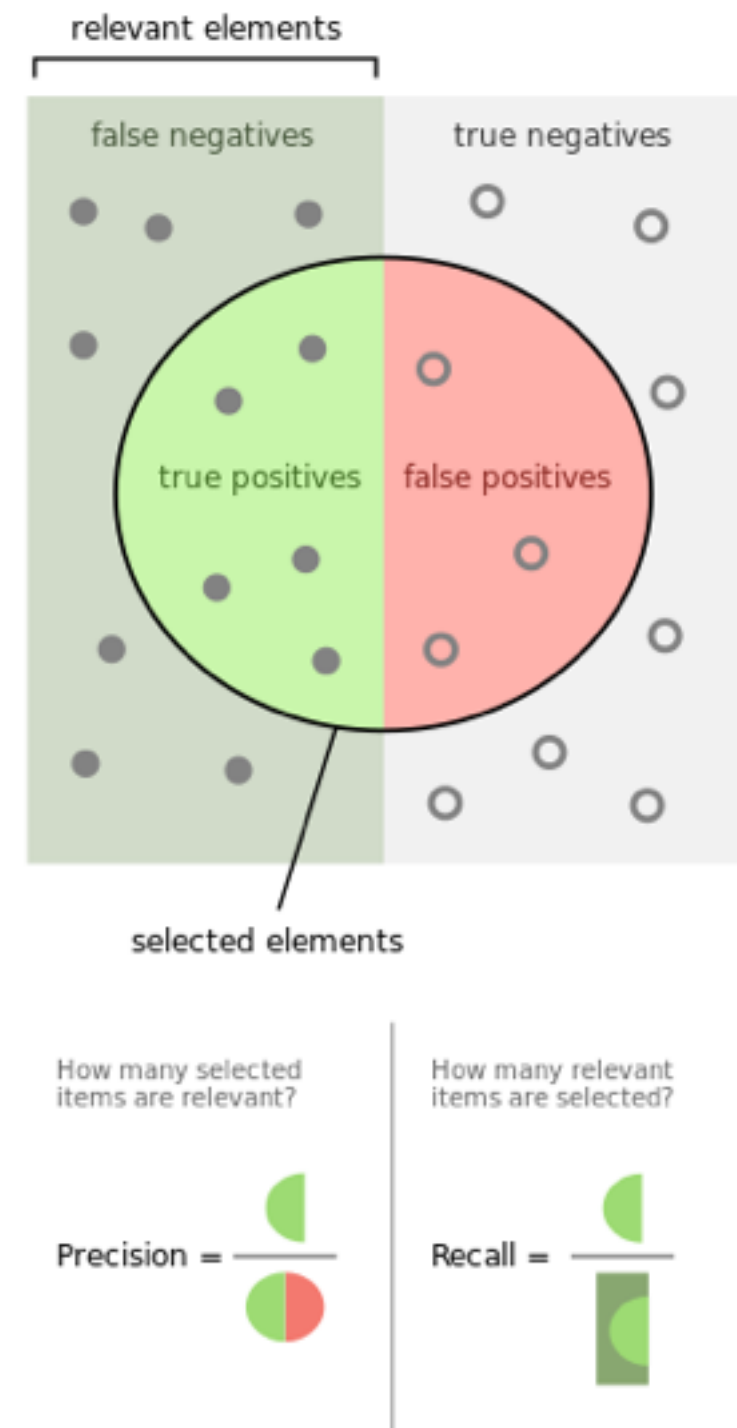 relevant elements
false negatives
true negatives
true positives
false positives
selected elements
How many selected
items are relevant?
How many relevant
items are selected?
Precision =
Recall =